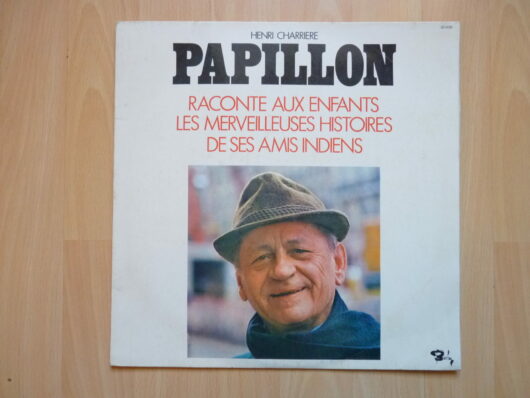 HENRI CHARRIERE
PAPILLON
RACONTE AUX ENFANTS
LES MERVEILLEUSES HISTOIRES
DE SES AMIS INDIENS